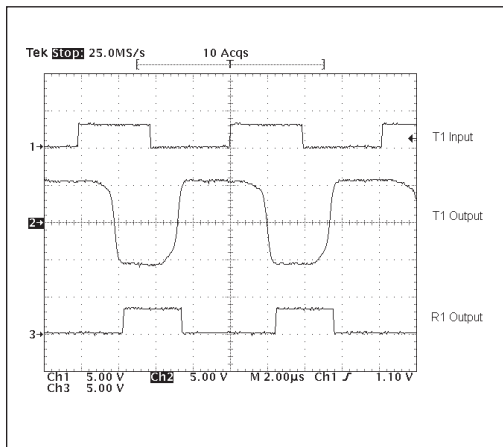 Tek Stop: 25.0MS/s 10 Acqs
1→
T1 Input
2→
T1 Output
3→
R1 Output
Ch1 5.00 V Ch2 5.00 V M 2.00µs Ch1 ⌠ 1.10 V
Ch3 5.00 V